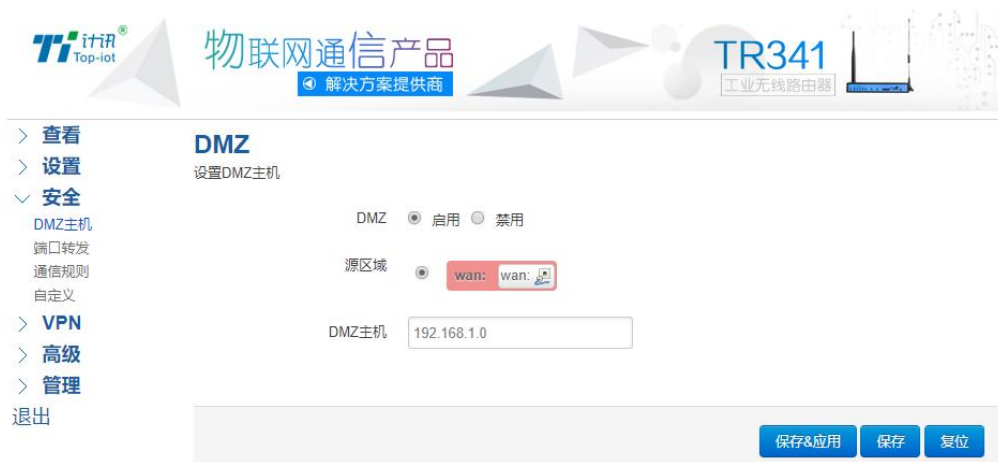 计讯®
Top-iot
物联网通信产品
解决方案提供商
TR341
工业无线路由器
查看
设置
安全
DMZ主机
端口转发
通信规则
自定义
VPN
高级
管理
退出
DMZ
设置DMZ主机
DMZ 启用 禁用
源区域 wan: wan:
DMZ主机 192.168.1.0
保存&应用 保存 复位